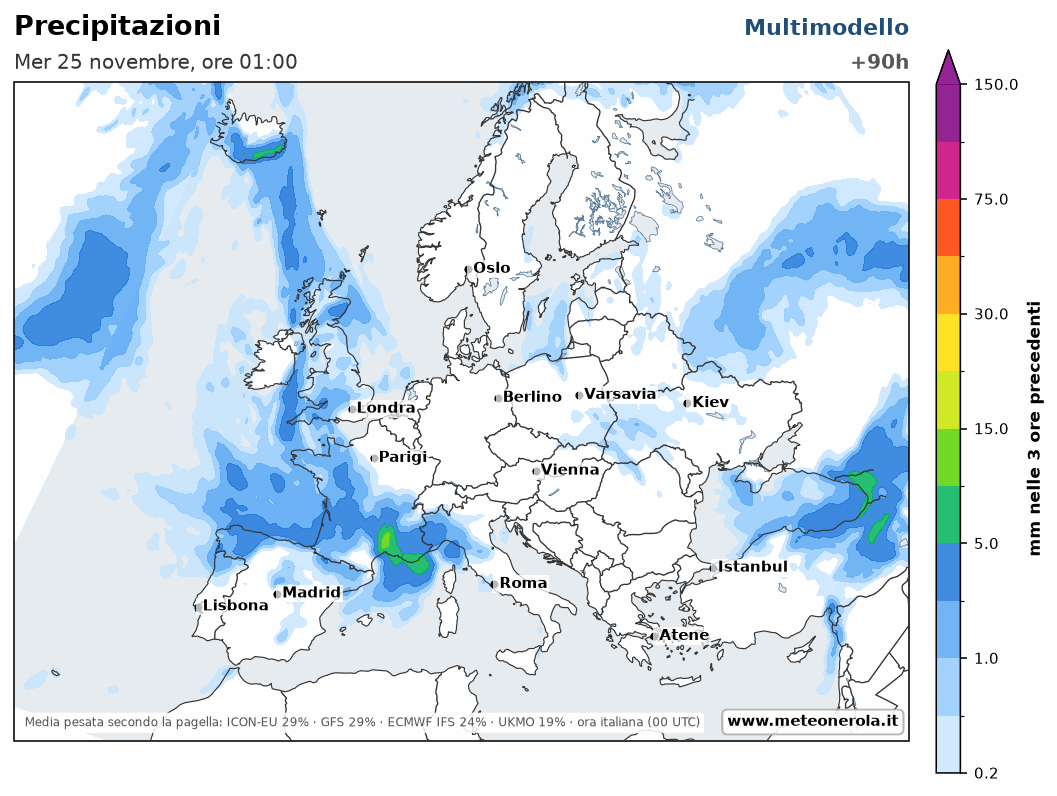 Precipitazioni
Multimodello
Mer 25 novembre, ore 01:00
+90h
150.0
75.0
30.0
15.0
5.0
1.0
0.2
mm nelle 3 ore precedenti
Oslo
Berlino
Varsavia
Kiev
Londra
Parigi
Vienna
Istanbul
Roma
Madrid
Lisbona
Atene
Media pesata secondo la pagella: ICON-EU 29% · GFS 29% · ECMWF IFS 24% · UKMO 19% · ora italiana (00 UTC)
www.meteonerola.it